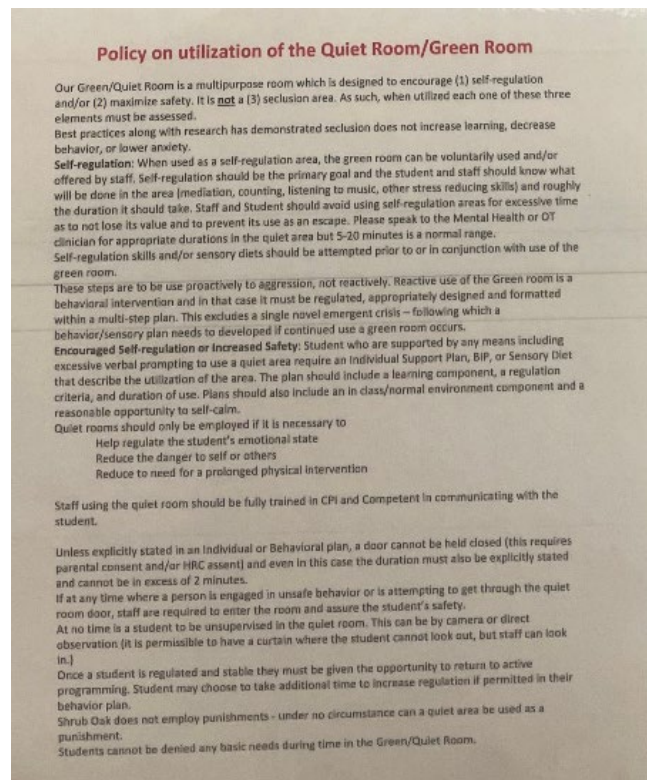 Policy on utilization of the Quiet Room/Green Room
Our Green/Quiet Room is a multipurpose room which is designed to encourage (1) self-regulation
and/or (2) maximize safety. It is not a (3) seclusion area. As such, when utilized each one of these three
elements must be assessed.
Best practices along with research has demonstrated seclusion does not increase learning, decrease
behavior, or lower anxiety.
Self-regulation: When used as a self-regulation area, the green room can be voluntarily used and/or
offered by staff. Self-regulation should be the primary goal and the student and staff should know what
will be done in the area (mediation, counting, listening to music, other stress reducing skills) and roughly
the duration it should take. Staff and Student should avoid using self-regulation areas for excessive time
as to not lose its value and to prevent its use as an escape. Please speak to the Mental Health or OT
clinician for appropriate durations in the quiet area but 5-20 minutes is a normal range.
Self-regulation skills and/or sensory diets should be attempted prior to or in conjunction with use of the
green room.
These steps are to be use proactively to aggression, not reactively. Reactive use of the Green room is a
behavioral intervention and in that case it must be regulated, appropriately designed and formatted
within a multi-step plan. This excludes a single novel emergent crisis – following which a
behavior/sensory plan needs to developed if continued use a green room occurs.
Encouraged Self-regulation or Increased Safety: Student who are supported by any means including
excessive verbal prompting to use a quiet area require an Individual Support Plan, BIP, or Sensory Diet
that describe the utilization of the area. The plan should include a learning component, a regulation
criteria, and duration of use. Plans should also include an in class/normal environment component and a
reasonable opportunity to self-calm.
Quiet rooms should only be employed if it is necessary to
Help regulate the student's emotional state
Reduce the danger to self or others
Reduce to need for a prolonged physical intervention
Staff using the quiet room should be fully trained in CPI and Competent in communicating with the
student.
Unless explicitly stated in an Individual or Behavioral plan, a door cannot be held closed (this requires
parental consent and/or HRC assent) and even in this case the duration must also be explicitly stated
and cannot be in excess of 2 minutes.
If at any time where a person is engaged in unsafe behavior or is attempting to get through the quiet
room door, staff are required to enter the room and assure the student's safety.
At no time is a student to be unsupervised in the quiet room. This can be by camera or direct
observation (it is permissible to have a curtain where the student cannot look out, but staff can look
in.)
Once a student is regulated and stable they must be given the opportunity to return to active
programming. Student may choose to take additional time to increase regulation if permitted in their
behavior plan.
Shrub Oak does not employ punishments - under no circumstance can a quiet area be used as a
punishment.
Students cannot be denied any basic needs during time in the Green/Quiet Room.